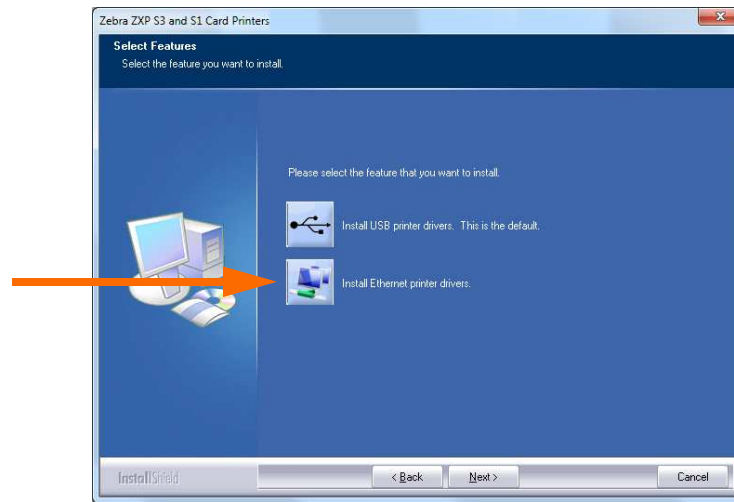 Zebra ZXP S3 and S1 Card Printers
Select Features
Select the feature you want to install.
Please select the feature that you want to install.
Install USB printer drivers. This is the default.
Install Ethernet printer drivers.
InstallShield
< Back
Next >
Cancel